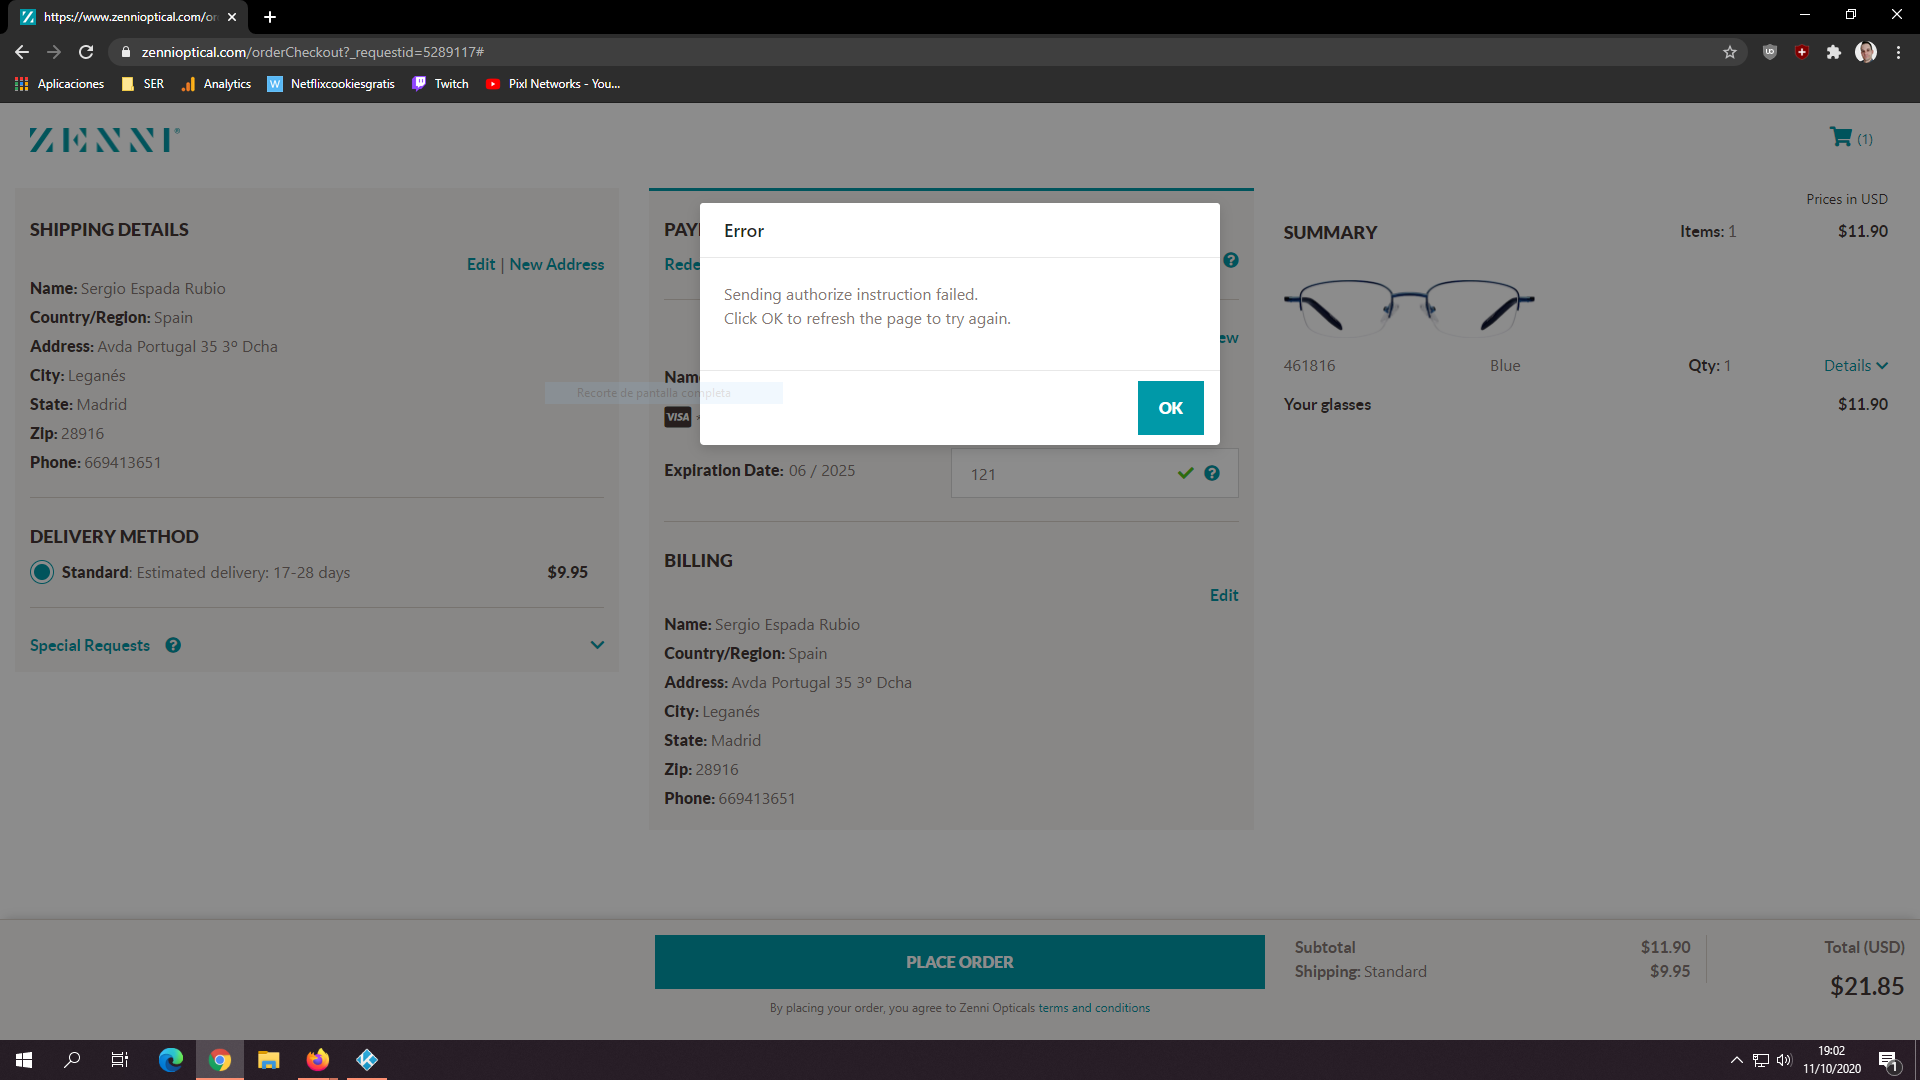 https://www.zennioptical.com/or
zennioptical.com/orderCheckout?_requestid=5289117#
Aplicaciones SER Analytics Netflixcookiesgratis Twitch Pixl Networks - You...
ZENNI®
(1)
SHIPPING DETAILS
Edit | New Address
Name: Sergio Espada Rubio
Country/Region: Spain
Address: Avda Portugal 35 3º Dcha
City: Leganés
State: Madrid
Zip: 28916
Phone: 669413651
DELIVERY METHOD
Standard: Estimated delivery: 17-28 days $9.95
Special Requests ?
PAY
Rede
?
ew
Nam
VISA
Error
Sending authorize instruction failed.
Click OK to refresh the page to try again.
OK
Recorte de pantalla completa
Expiration Date: 06 / 2025
121 ?
BILLING
Edit
Name: Sergio Espada Rubio
Country/Region: Spain
Address: Avda Portugal 35 3º Dcha
City: Leganés
State: Madrid
Zip: 28916
Phone: 669413651
Prices in USD
SUMMARY Items: 1 $11.90
461816 Blue Qty: 1 Details
Your glasses $11.90
PLACE ORDER
By placing your order, you agree to Zenni Opticals terms and conditions
Subtotal $11.90
Shipping: Standard $9.95
Total (USD)
$21.85
19:02
11/10/2020
1